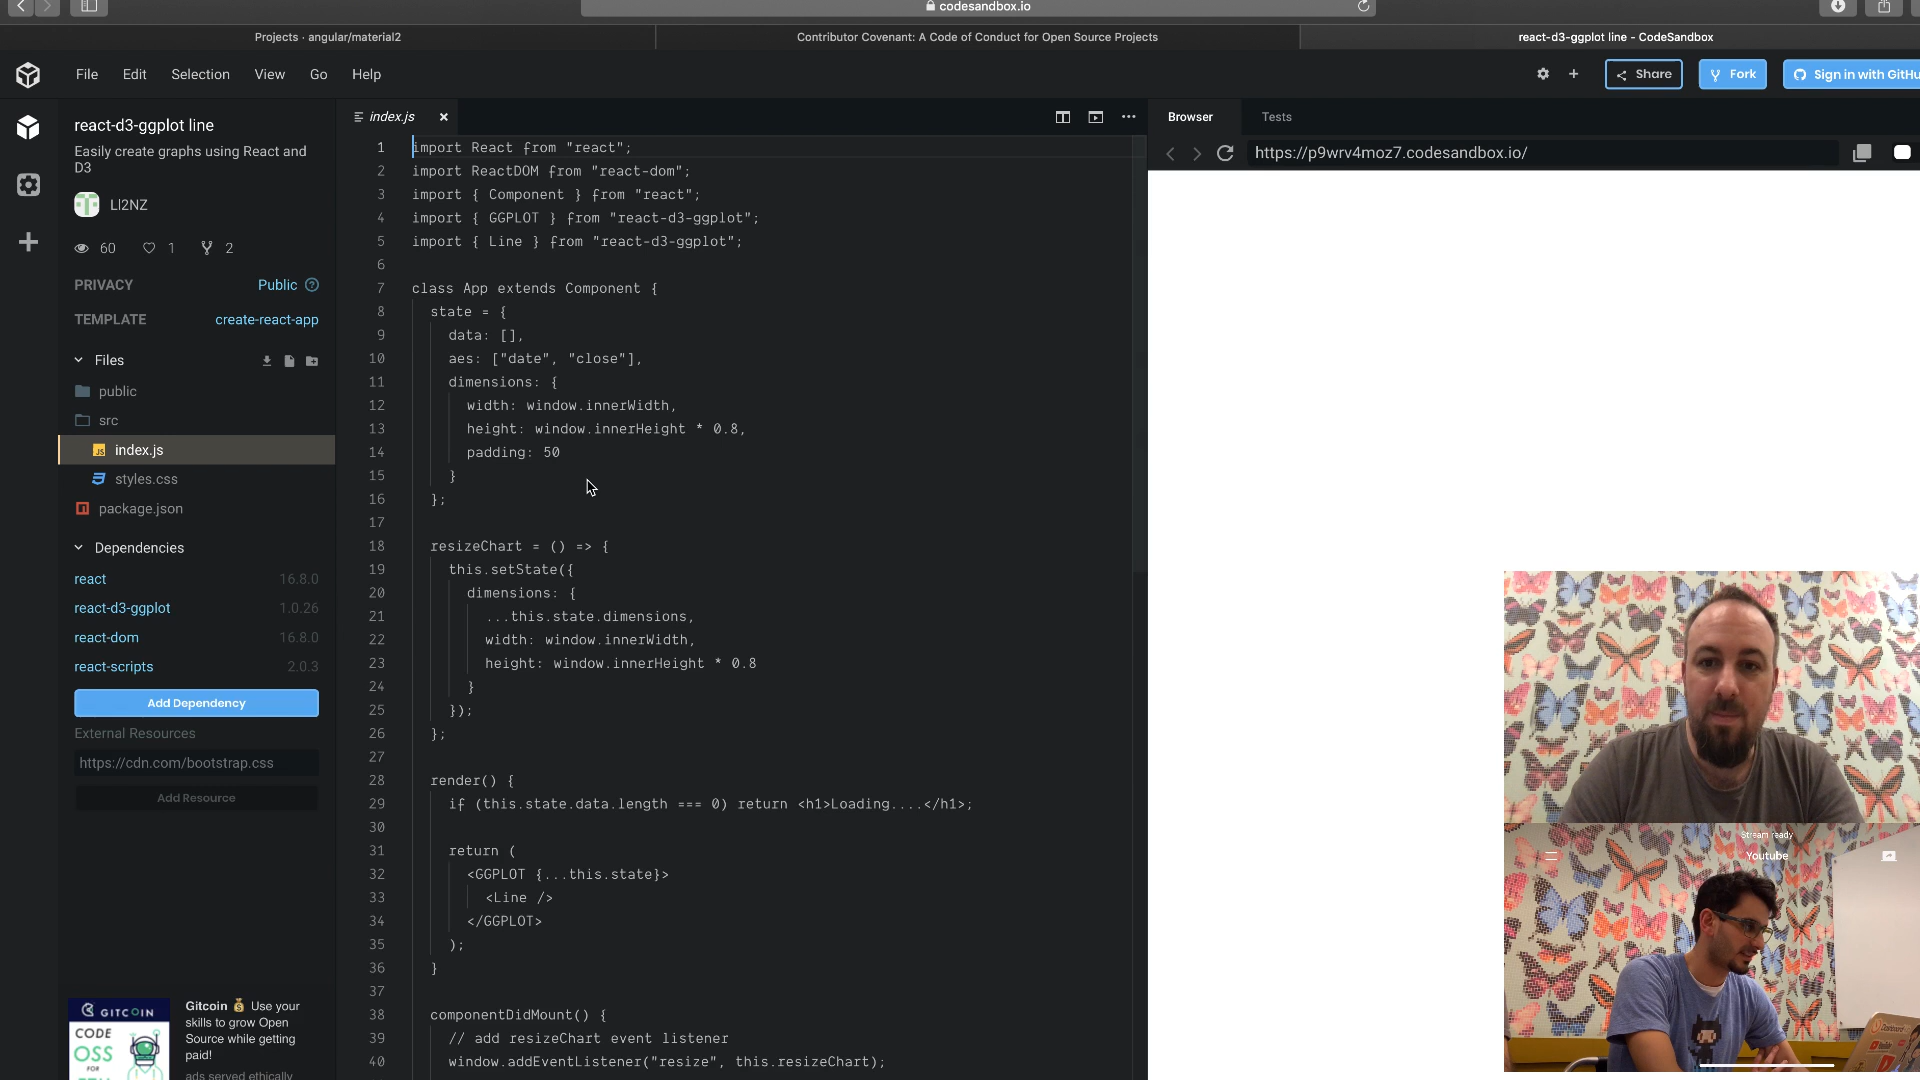 codesandbox.io
Projects · angular/material2
Contributor Covenant: A Code of Conduct for Open Source Projects
react-d3-ggplot line - CodeSandbox
File Edit Selection View Go Help
Share
Fork
Sign in with GitHu
react-d3-ggplot line
Easily create graphs using React and
D3
LI2NZ
60 1 2
PRIVACY Public
TEMPLATE create-react-app
Files
public
src
index.js
styles.css
package.json
Dependencies
react 16.8.0
react-d3-ggplot 1.0.26
react-dom 16.8.0
react-scripts 2.0.3
Add Dependency
External Resources
https://cdn.com/bootstrap.css
Add Resource
GITCOIN
CODE
OSS
FOR
Gitcoin 💰 Use your
skills to grow Open
Source while getting
paid!
ads served ethically
index.js
1 import React from "react";
2 import ReactDOM from "react-dom";
3 import { Component } from "react";
4 import { GGPLOT } from "react-d3-ggplot";
5 import { Line } from "react-d3-ggplot";
6
7 class App extends Component {
8 state = {
9 data: [],
10 aes: ["date", "close"],
11 dimensions: {
12 width: window.innerWidth,
13 height: window.innerHeight * 0.8,
14 padding: 50
15 }
16 };
17
18 resizeChart = () => {
19 this.setState({
20 dimensions: {
21 ...this.state.dimensions,
22 width: window.innerWidth,
23 height: window.innerHeight * 0.8
24 }
25 });
26 };
27
28 render() {
29 if (this.state.data.length === 0) return <h1>Loading....</h1>;
30
31 return (
32 <GGPLOT {...this.state}>
33 <Line />
34 </GGPLOT>
35 );
36 }
37
38 componentDidMount() {
39 // add resizeChart event listener
40 window.addEventListener("resize", this.resizeChart);
Browser Tests
https://p9wrv4moz7.codesandbox.io/
Stream ready
Youtube